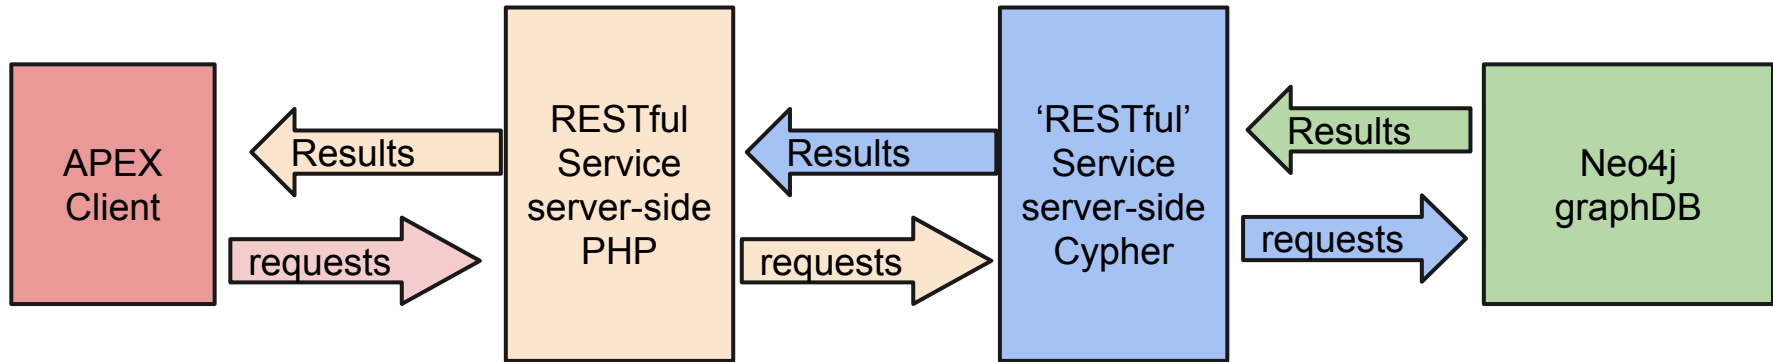 APEX
Client
Results
requests
RESTful
Service
server-side
PHP
Results
requests
‘RESTful’
Service
server-side
Cypher
Results
requests
Neo4j
graphDB